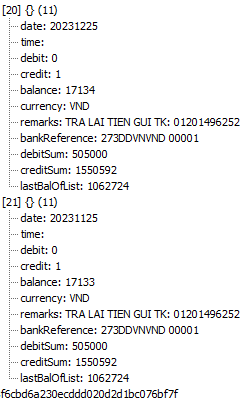 [20] {} (11)
date: 20231225
time:
debit: 0
credit: 1
balance: 17134
currency: VND
remarks: TRA LAI TIEN GUI TK: 01201496252
bankReference: 273DDVNVND 00001
debitSum: 505000
creditSum: 1550592
lastBalOfList: 1062724
[21] {} (11)
date: 20231125
time:
debit: 0
credit: 1
balance: 17133
currency: VND
remarks: TRA LAI TIEN GUI TK: 01201496252
bankReference: 273DDVNVND 00001
debitSum: 505000
creditSum: 1550592
lastBalOfList: 1062724
f6cbd6a230ecddd020d2d1bc076bf7f